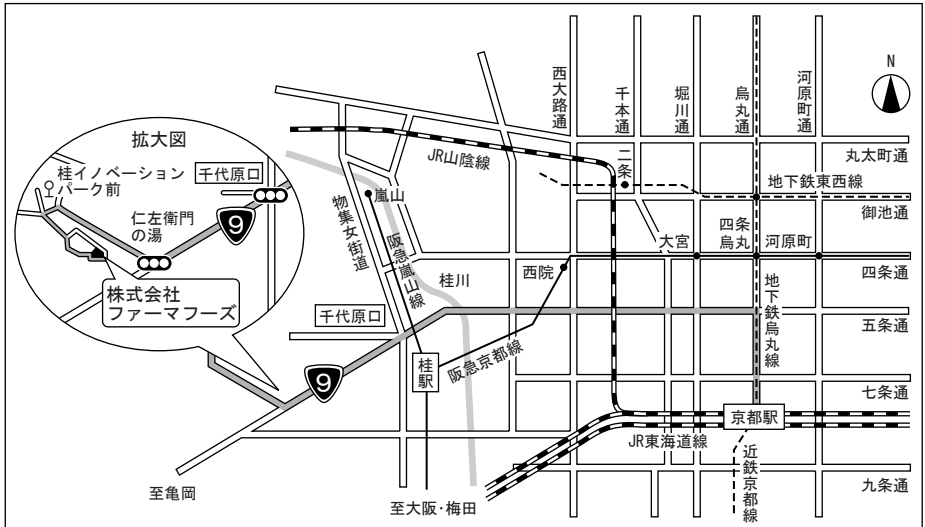 N
西大路通
千本通
堀川通
烏丸通
河原町通
丸太町通
拡大図
桂イノベーション
パーク前
千代原口
9
仁左衛門
の湯
株式会社
ファーマフーズ
JR山陰線
二条
地下鉄東西線
御池通
嵐山
物集女街道
阪急嵐山線
桂川
西院
大宮
四条
烏丸
河原町
四条通
地下鉄烏丸線
千代原口
五条通
9
桂駅
阪急京都線
七条通
京都駅
JR東海道線
近鉄京都線
九条通
至亀岡
至大阪・梅田